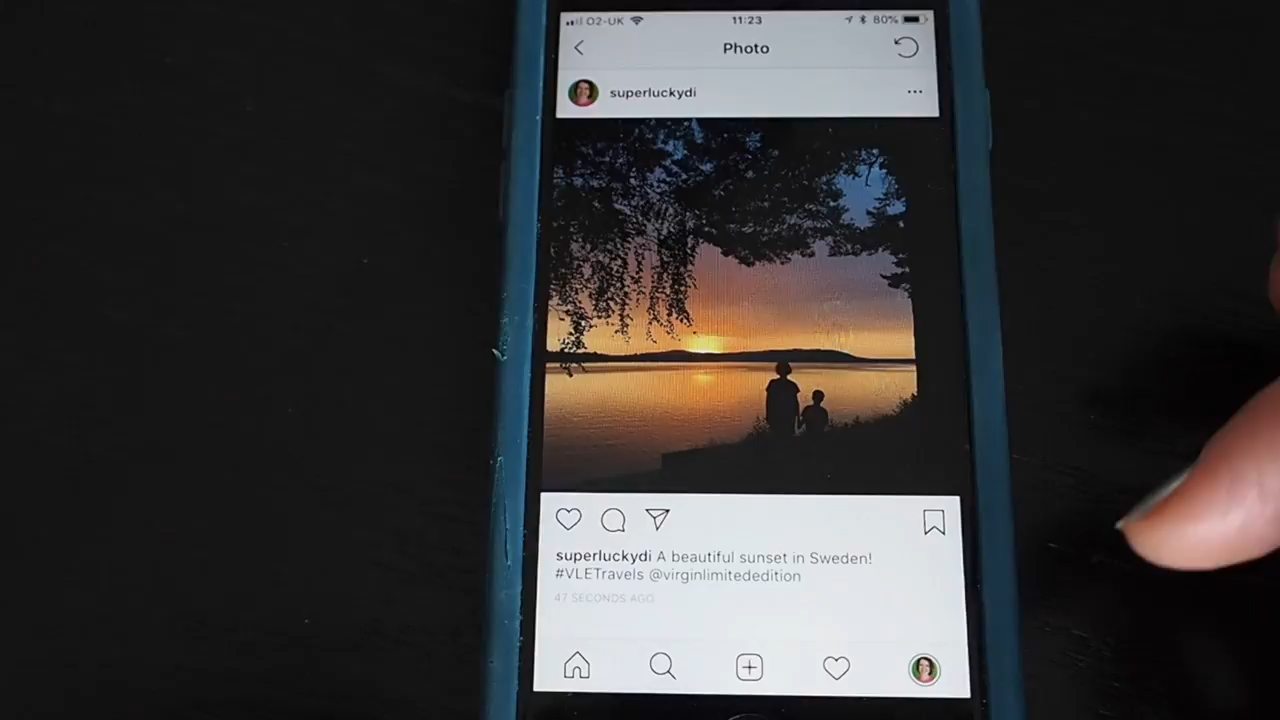 O2-UK 11:23 80%
Photo
superluckydi
superluckydi A beautiful sunset in Sweden!
#VLETravels @virginlimitededition
47 SECONDS AGO